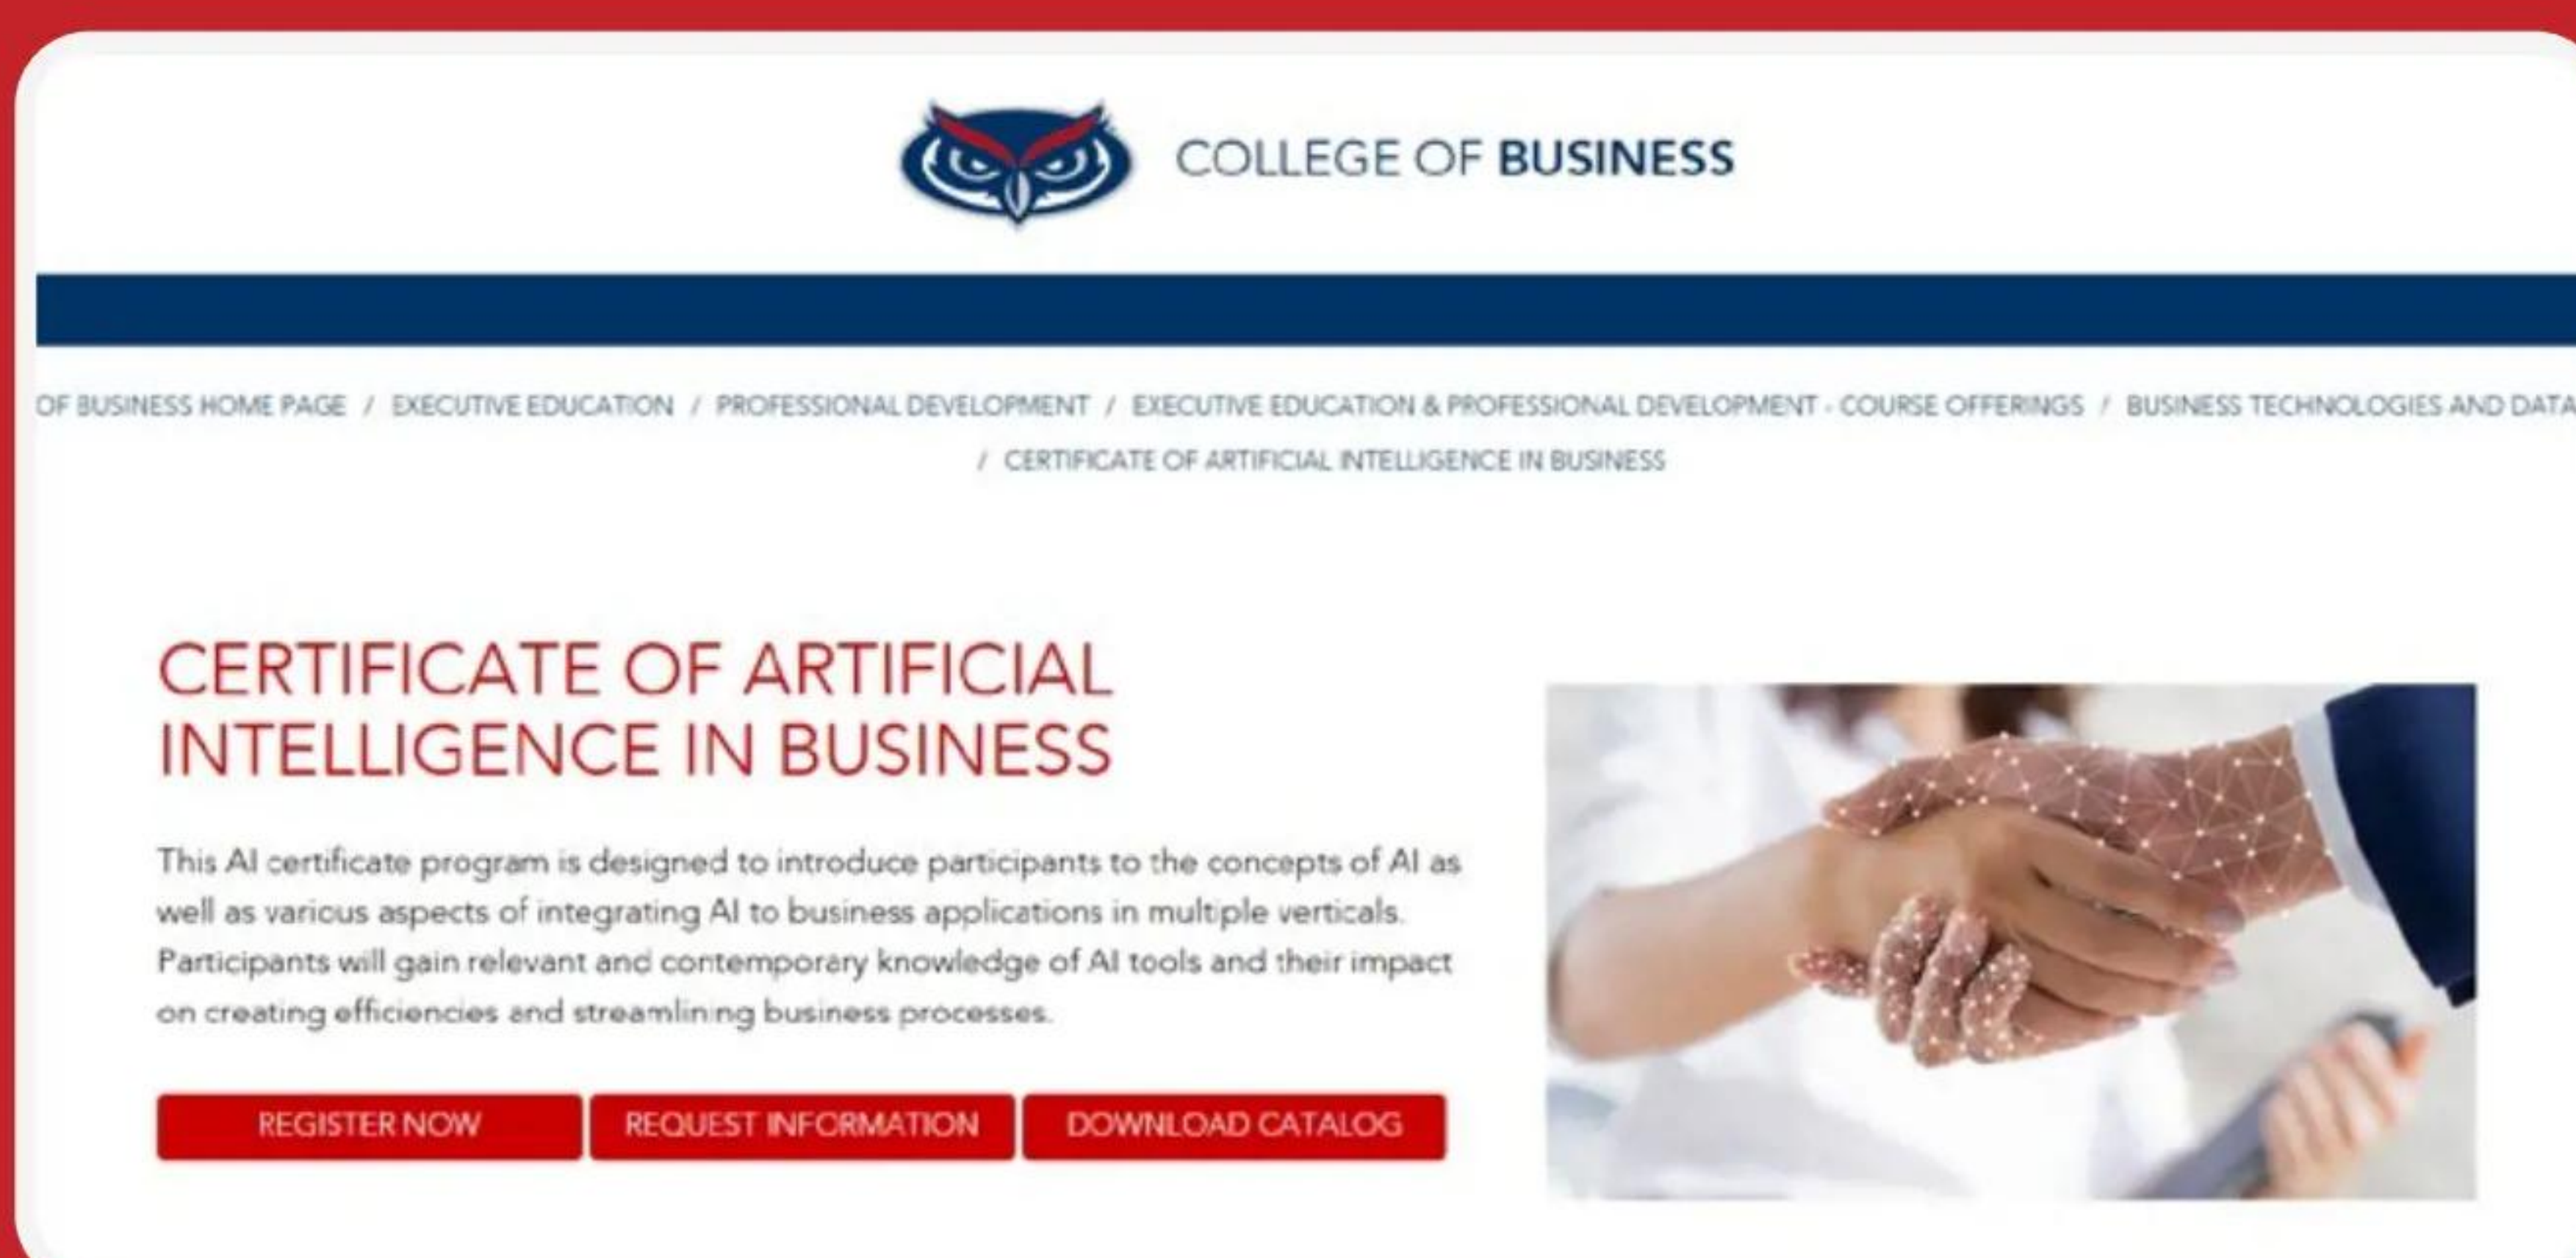 COLLEGE OF BUSINESS
OF BUSINESS HOME PAGE / EXECUTIVE EDUCATION / PROFESSIONAL DEVELOPMENT / EXECUTIVE EDUCATION & PROFESSIONAL DEVELOPMENT - COURSE OFFERINGS / BUSINESS TECHNOLOGIES AND DATA
/ CERTIFICATE OF ARTIFICIAL INTELLIGENCE IN BUSINESS
CERTIFICATE OF ARTIFICIAL
INTELLIGENCE IN BUSINESS
This AI certificate program is designed to introduce participants to the concepts of AI as
well as various aspects of integrating AI to business applications in multiple verticals.
Participants will gain relevant and contemporary knowledge of AI tools and their impact
on creating efficiencies and streamlining business processes.
REGISTER NOW REQUEST INFORMATION DOWNLOAD CATALOG